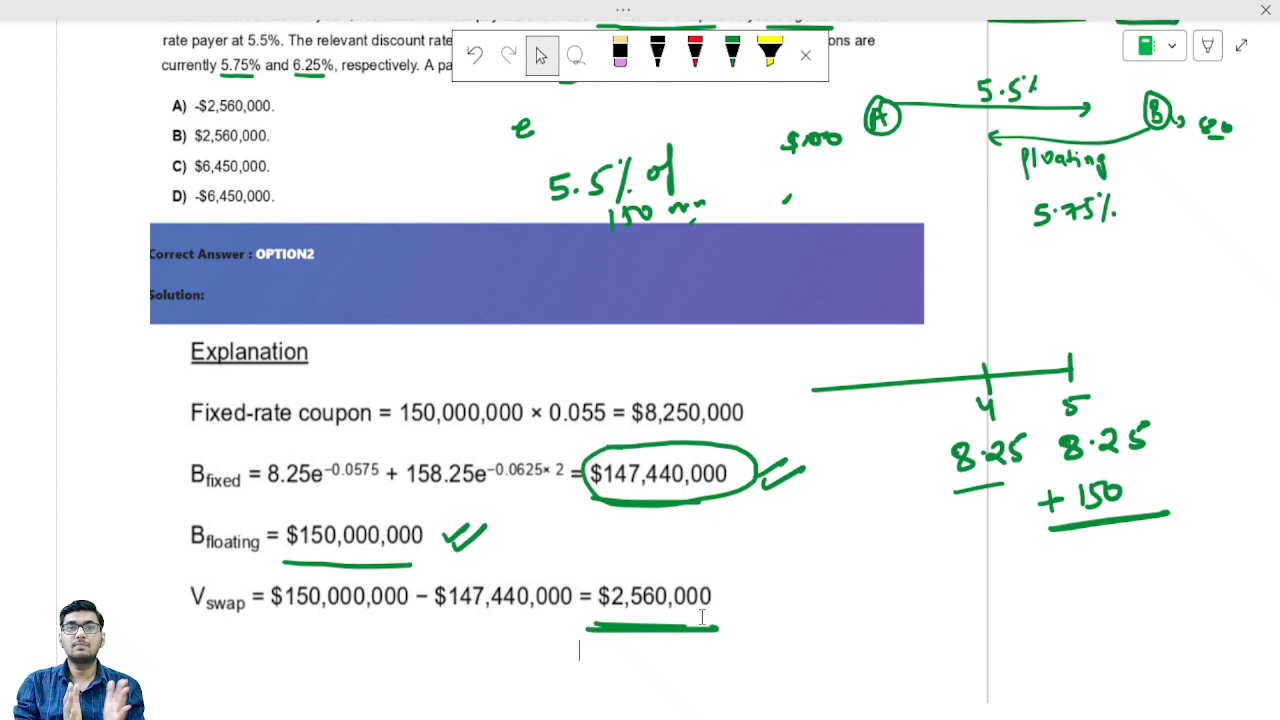 rate payer at 5.5%. The relevant discount rate
ons are
currently 5.75% and 6.25%, respectively. A pa
A) -$2,560,000.
B) $2,560,000.
C) $6,450,000.
D) -$6,450,000.
e
5.5% of
150 mn
$100
A
5.5%
B
floating
5.75%
Correct Answer : OPTION2
Solution:
Explanation
Fixed-rate coupon = 150,000,000 × 0.055 = $8,250,000
Bfixed = 8.25e−0.0575 + 158.25e−0.0625× 2 = $147,440,000
Bfloating = $150,000,000
Vswap = $150,000,000 − $147,440,000 = $2,560,000
4 5
8.25 8.25
+ 150